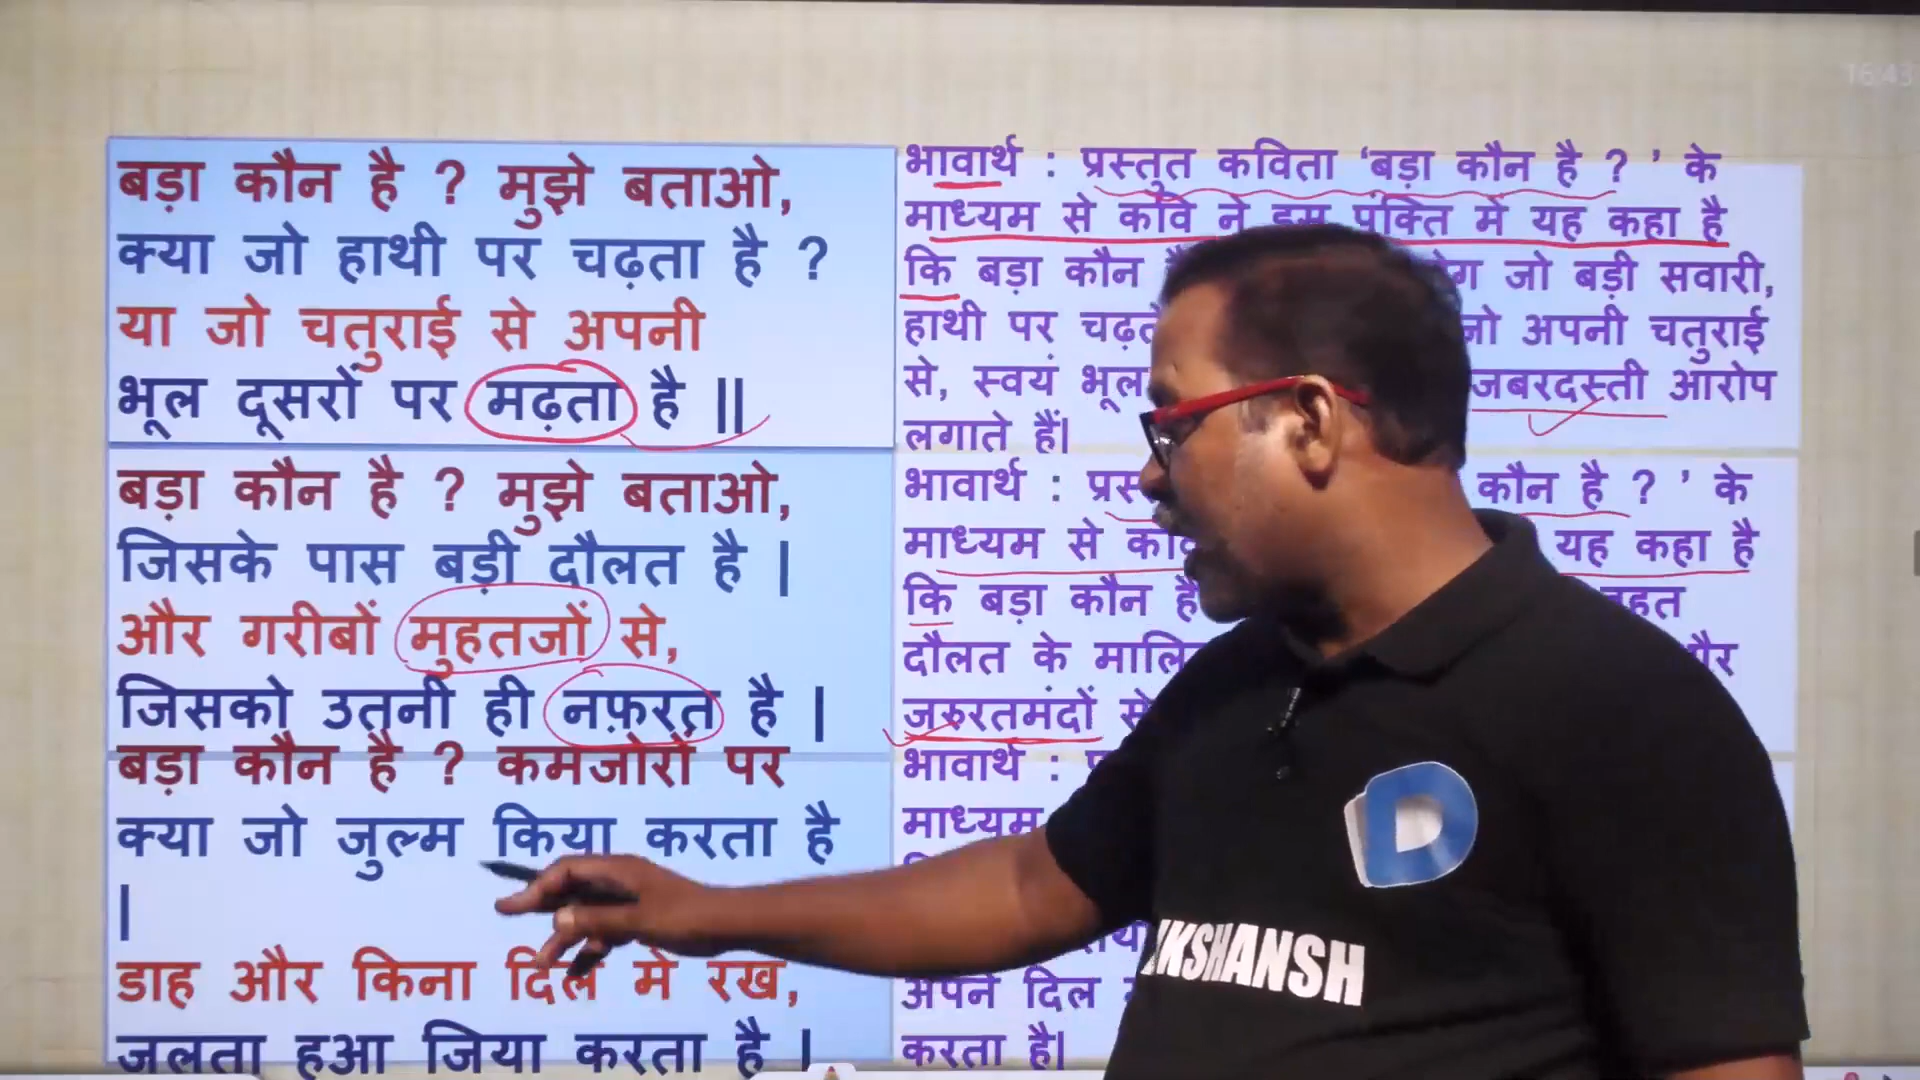 16:43
बड़ा कौन है ? मुझे बताओ,
क्या जो हाथी पर चढ़ता है ?
या जो चतुराई से अपनी
भूल दूसरों पर मढ़ता है ||
बड़ा कौन है ? मुझे बताओ,
जिसके पास बड़ी दौलत है |
और गरीबों मुहतजों से,
जिसको उतनी ही नफ़रत है |
बड़ा कौन है ? कमजोरों पर
क्या जो जुल्म किया करता है
|
डाह और किना दिल में रख,
जलता हुआ जिया करता है |
भावार्थ : प्रस्तुत कविता ‘बड़ा कौन है ? ’ के
माध्यम से कवि ने इस पंक्ति में यह कहा है
कि बड़ा कौन जो बड़ी सवारी,
हाथी पर चढ़ते जो अपनी चतुराई
से, स्वयं भूल जबरदस्ती आरोप
लगाते हैं|
भावार्थ : कौन है ? ’ के
माध्यम से कवि यह कहा है
कि बड़ा कौन है
दौलत के
जरुरतमंदों से
भावार्थ :
माध्यम
अपने दिल
करता है|
D
IKSHANSH